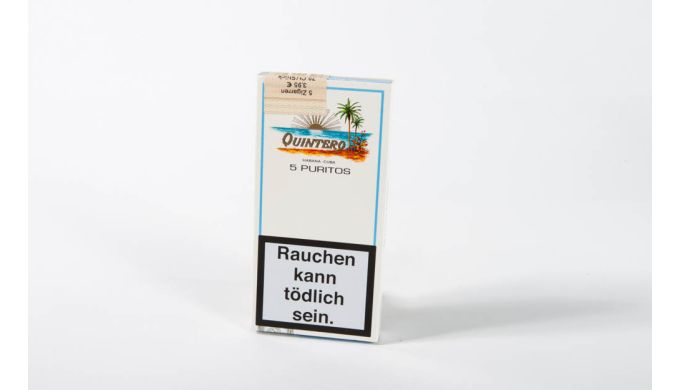 5 Zigarren
3,95 €
QUINTERO
HABANA - CUBA
5 PURITOS
Rauchen
kann
tödlich
sein.